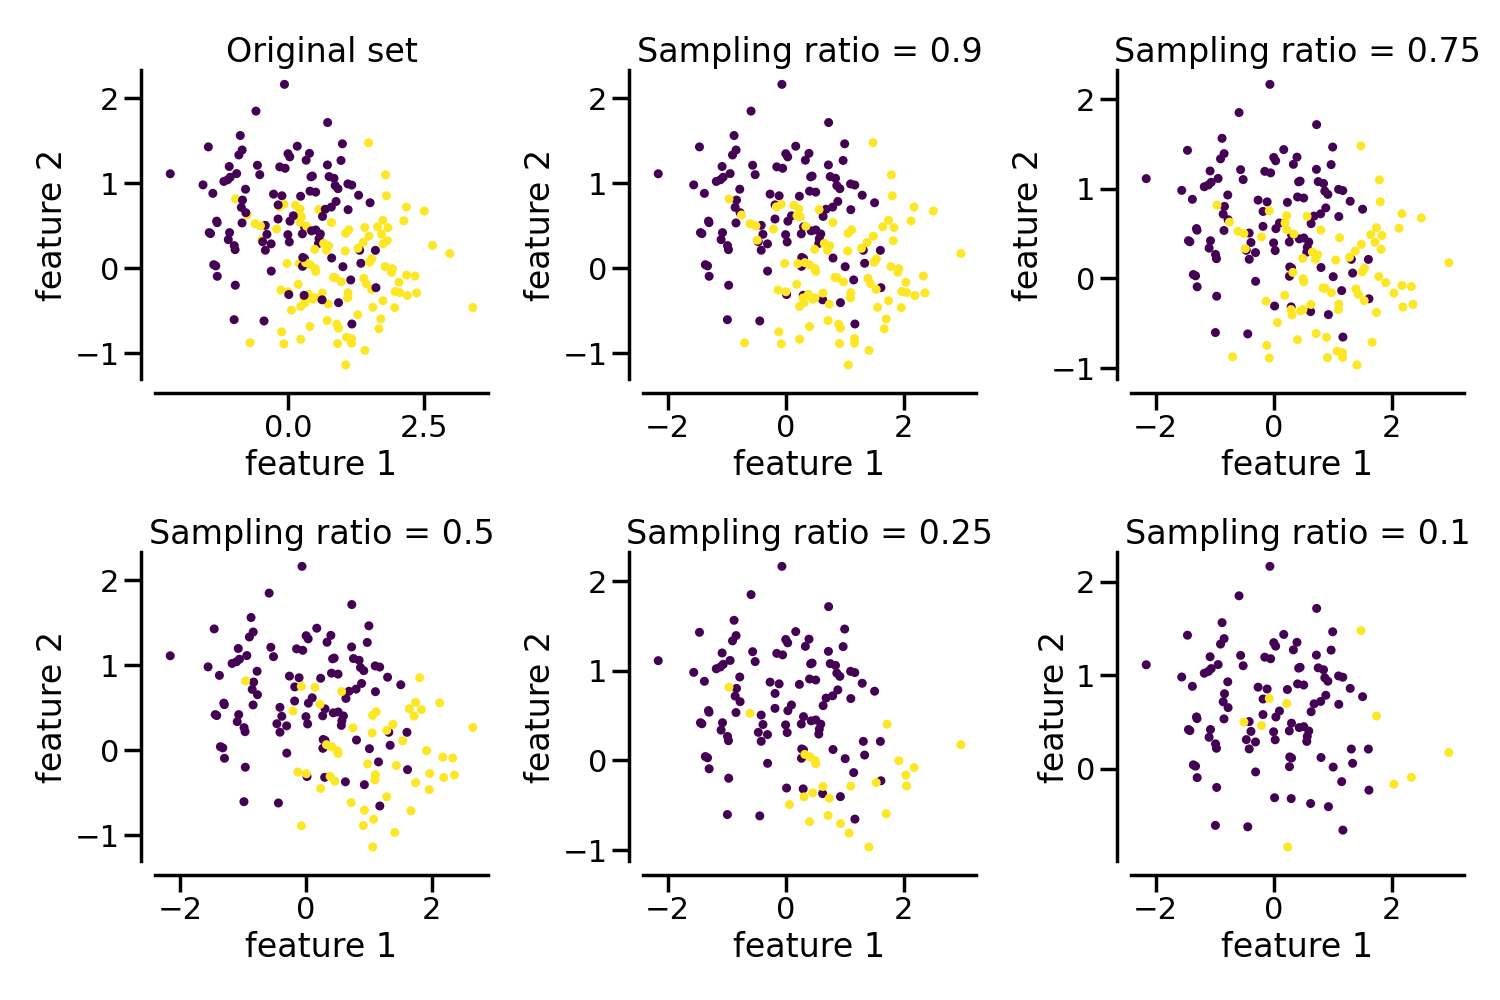 Original set
Sampling ratio = 0.9
Sampling ratio = 0.75
feature 2
2
1
0
−1
0.0
2.5
feature 1
feature 2
2
1
0
−1
−2
0
2
feature 1
feature 2
2
1
0
−1
−2
0
2
feature 1
Sampling ratio = 0.5
Sampling ratio = 0.25
Sampling ratio = 0.1
feature 2
2
1
0
−1
−2
0
2
feature 1
feature 2
2
1
0
−1
−2
0
2
feature 1
feature 2
2
1
0
−2
0
2
feature 1